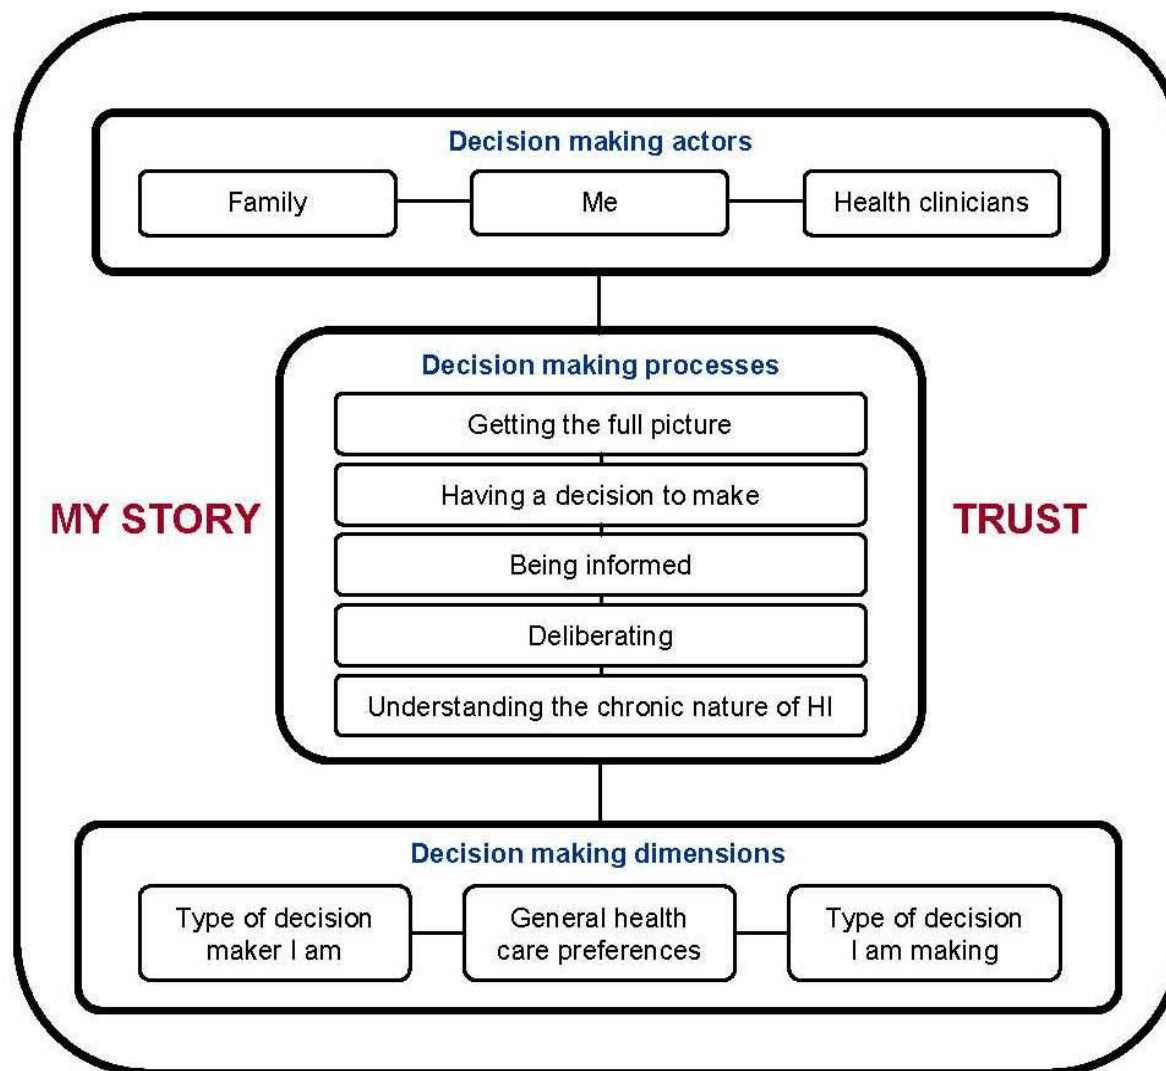 Decision making actors
Family
Me
Health clinicians
Decision making processes
Getting the full picture
Having a decision to make
MY STORY
TRUST
Being informed
Deliberating
Understanding the chronic nature of HI
Decision making dimensions
Type of decision
maker I am
General health
care preferences
Type of decision
I am making